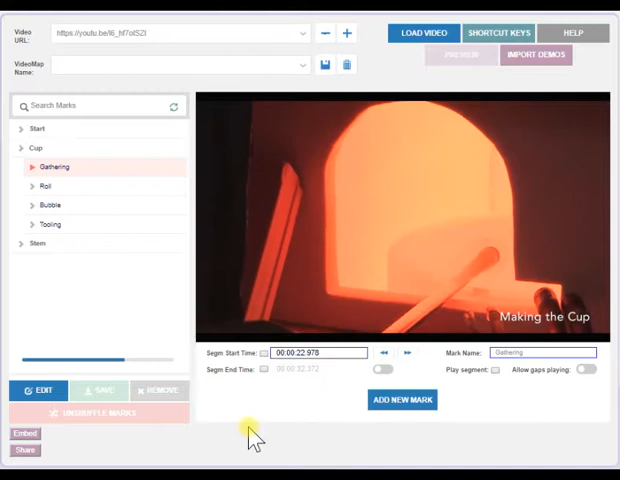 Video URL:
https://youtu.be/l6_hf7oISZI
LOAD VIDEO
SHORTCUT KEYS
HELP
VideoMap Name:
PREVIEW
IMPORT DEMOS
Search Marks
Start
Cup
Gathering
Roll
Bubble
Tooling
Stem
Making the Cup
Segm Start Time:
00:00:22.978
Mark Name:
Gathering
Segm End Time:
00:00:32.372
Play segment:
Allow gaps playing:
EDIT
SAVE
REMOVE
ADD NEW MARK
UNSHUFFLE MARKS
Embed
Share